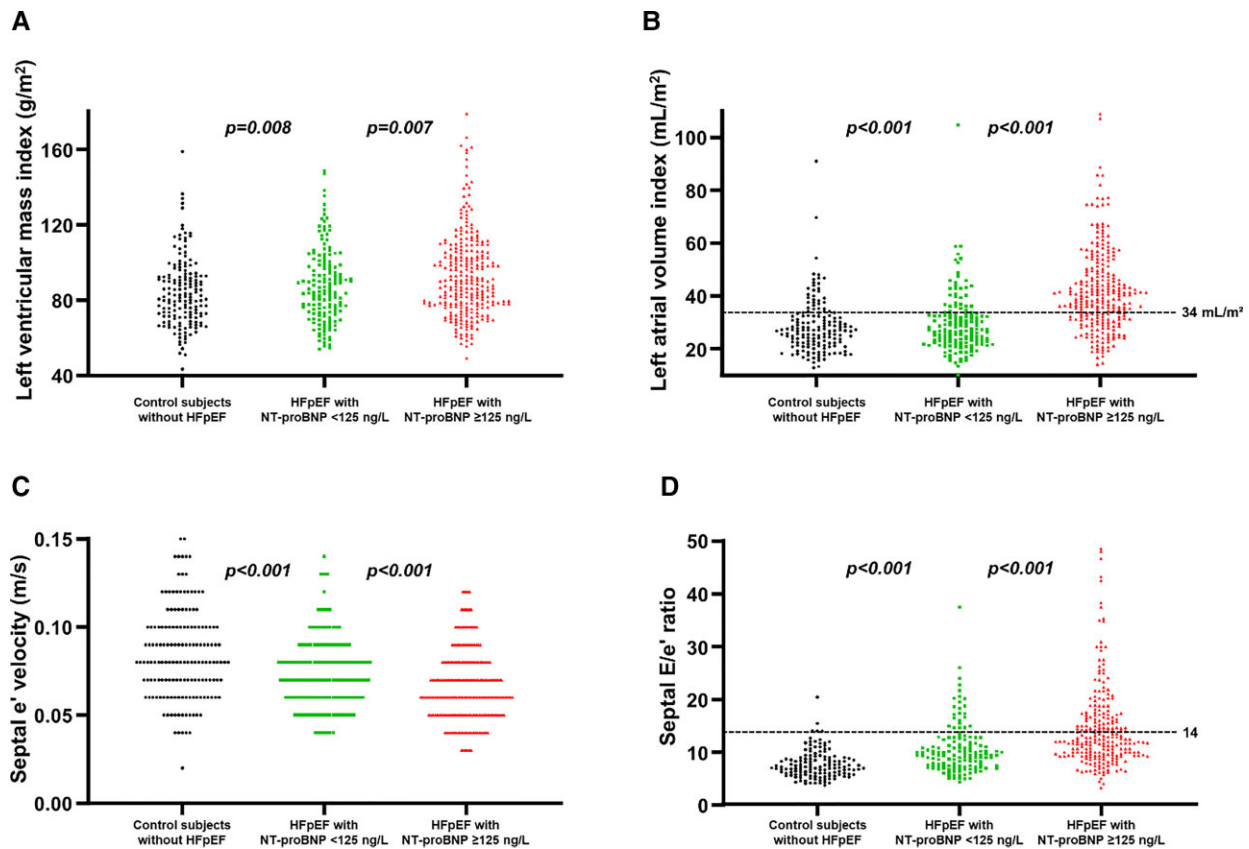 A
Left ventricular mass index (g/m²)
160
120
80
40
p=0.008
p=0.007
Control subjects
without HFpEF
HFpEF with
NT-proBNP <125 ng/L
HFpEF with
NT-proBNP ≥125 ng/L
B
Left atrial volume index (mL/m²)
100
80
60
40
20
p<0.001
p<0.001
34 mL/m²
Control subjects
without HFpEF
HFpEF with
NT-proBNP <125 ng/L
HFpEF with
NT-proBNP ≥125 ng/L
C
Septal e' velocity (m/s)
0.15
0.10
0.05
0.00
p<0.001
p<0.001
Control subjects
without HFpEF
HFpEF with
NT-proBNP <125 ng/L
HFpEF with
NT-proBNP ≥125 ng/L
D
Septal E/e' ratio
50
40
30
20
10
0
p<0.001
p<0.001
14
Control subjects
without HFpEF
HFpEF with
NT-proBNP <125 ng/L
HFpEF with
NT-proBNP ≥125 ng/L